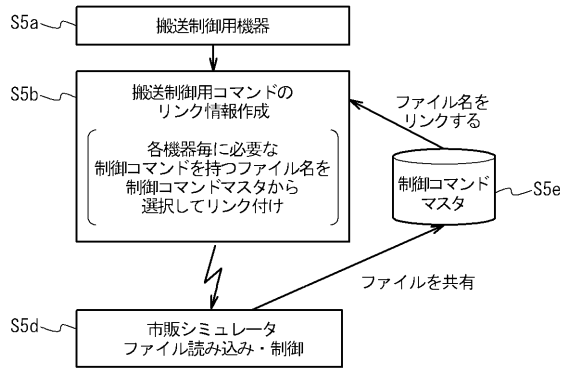 S5a
搬送制御用機器
S5b
搬送制御用コマンドの
リンク情報作成
各機器毎に必要な
制御コマンドを持つファイル名を
制御コマンドマスタから
選択してリンク付け
ファイル名を
リンクする
制御コマンド
マスタ
S5e
ファイルを共有
S5d
市販シミュレータ
ファイル読み込み・制御